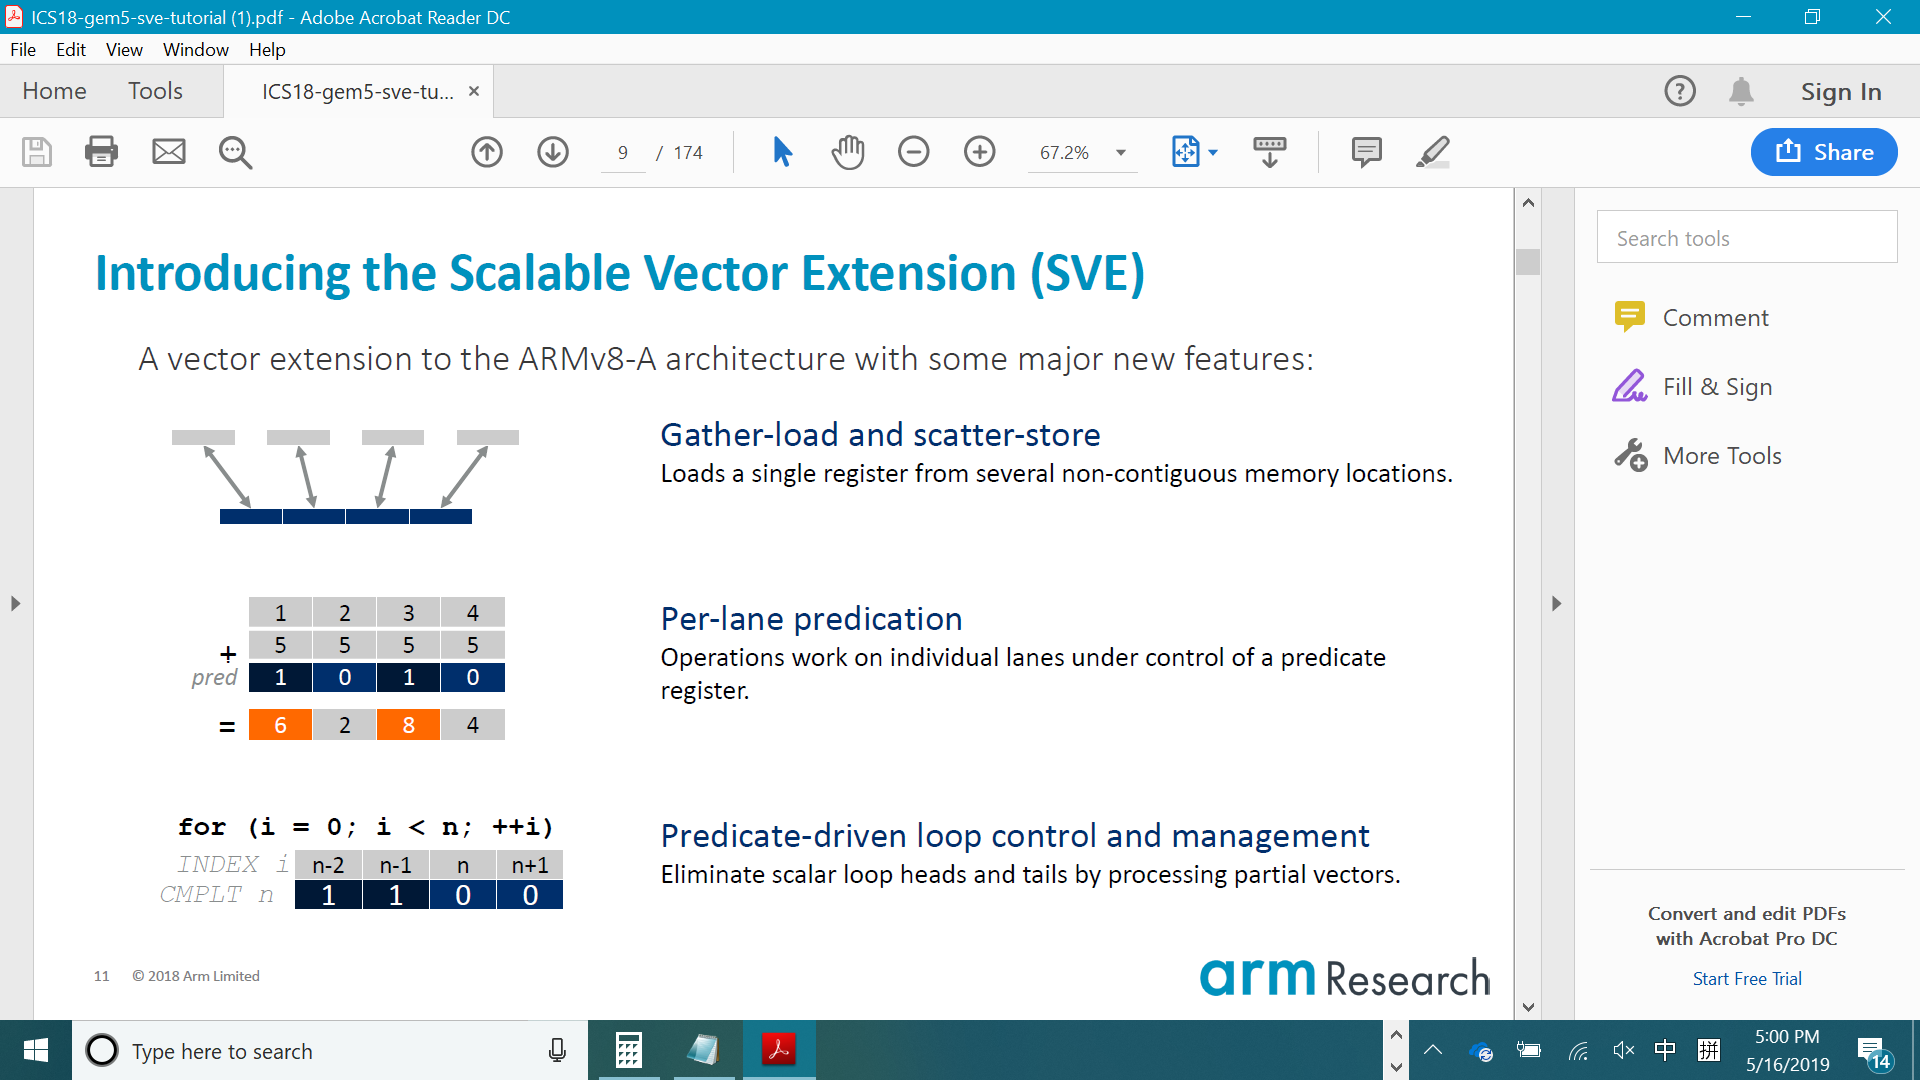 ICS18-gem5-sve-tutorial (1).pdf - Adobe Acrobat Reader DC
File Edit View Window Help
Home Tools ICS18-gem5-sve-tu... × Sign In
9 / 174 67.2% Share
Introducing the Scalable Vector Extension (SVE)
A vector extension to the ARMv8-A architecture with some major new features:
Gather-load and scatter-store
Loads a single register from several non-contiguous memory locations.
1 2 3 4
+ 5 5 5 5
pred 1 0 1 0
= 6 2 8 4
Per-lane predication
Operations work on individual lanes under control of a predicate
register.
for (i = 0; i < n; ++i)
INDEX i n-2 n-1 n n+1
CMPLT n 1 1 0 0
Predicate-driven loop control and management
Eliminate scalar loop heads and tails by processing partial vectors.
11 © 2018 Arm Limited
arm Research
Search tools
Comment
Fill & Sign
More Tools
Convert and edit PDFs
with Acrobat Pro DC
Start Free Trial
Type here to search
中 拼
5:00 PM
5/16/2019
14